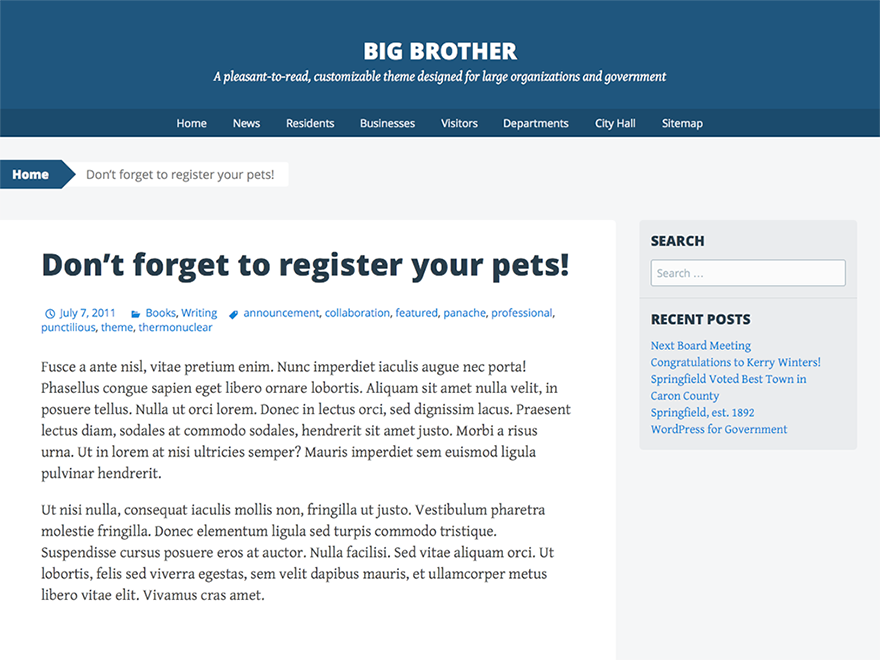 BIG BROTHER
A pleasant-to-read, customizable theme designed for large organizations and government
Home News Residents Businesses Visitors Departments City Hall Sitemap
Home Don’t forget to register your pets!
Don’t forget to register your pets!
July 7, 2011 Books, Writing announcement, collaboration, featured, panache, professional,
punctilious, theme, thermonuclear
Fusce a ante nisl, vitae pretium enim. Nunc imperdiet iaculis augue nec porta!
Phasellus congue sapien eget libero ornare lobortis. Aliquam sit amet nulla velit, in
posuere tellus. Nulla ut orci lorem. Donec in lectus orci, sed dignissim lacus. Praesent
lectus diam, sodales at commodo sodales, hendrerit sit amet justo. Morbi a risus
urna. Ut in lorem at nisi ultricies semper? Mauris imperdiet sem euismod ligula
pulvinar hendrerit.
Ut nisi nulla, consequat iaculis mollis non, fringilla ut justo. Vestibulum pharetra
molestie fringilla. Donec elementum ligula sed turpis commodo tristique.
Suspendisse cursus posuere eros at auctor. Nulla facilisi. Sed vitae aliquam orci. Ut
lobortis, felis sed viverra egestas, sem velit dapibus mauris, et ullamcorper metus
libero vitae elit. Vivamus cras amet.
SEARCH
Search …
RECENT POSTS
Next Board Meeting
Congratulations to Kerry Winters!
Springfield Voted Best Town in
Caron County
Springfield, est. 1892
WordPress for Government